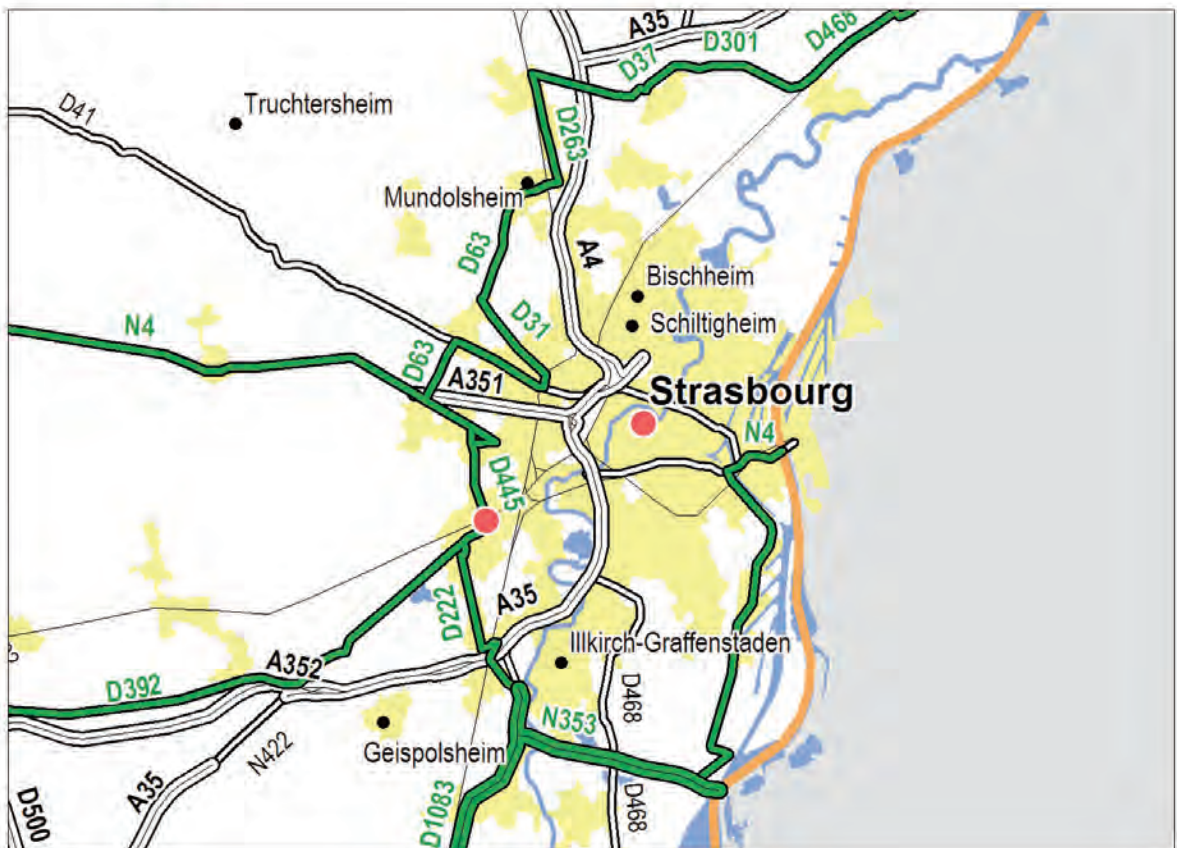 A35
D468
D301
D37
D41
Truchtersheim
D263
Mundolsheim
A4
D63
Bischheim
D31
Schiltigheim
N4
D63
A351
Strasbourg
N4
D445
A35
D222
Illkirch-Graffenstaden
A352
D392
D468
N353
Geispolsheim
N422
A35
D1083
D468
D500